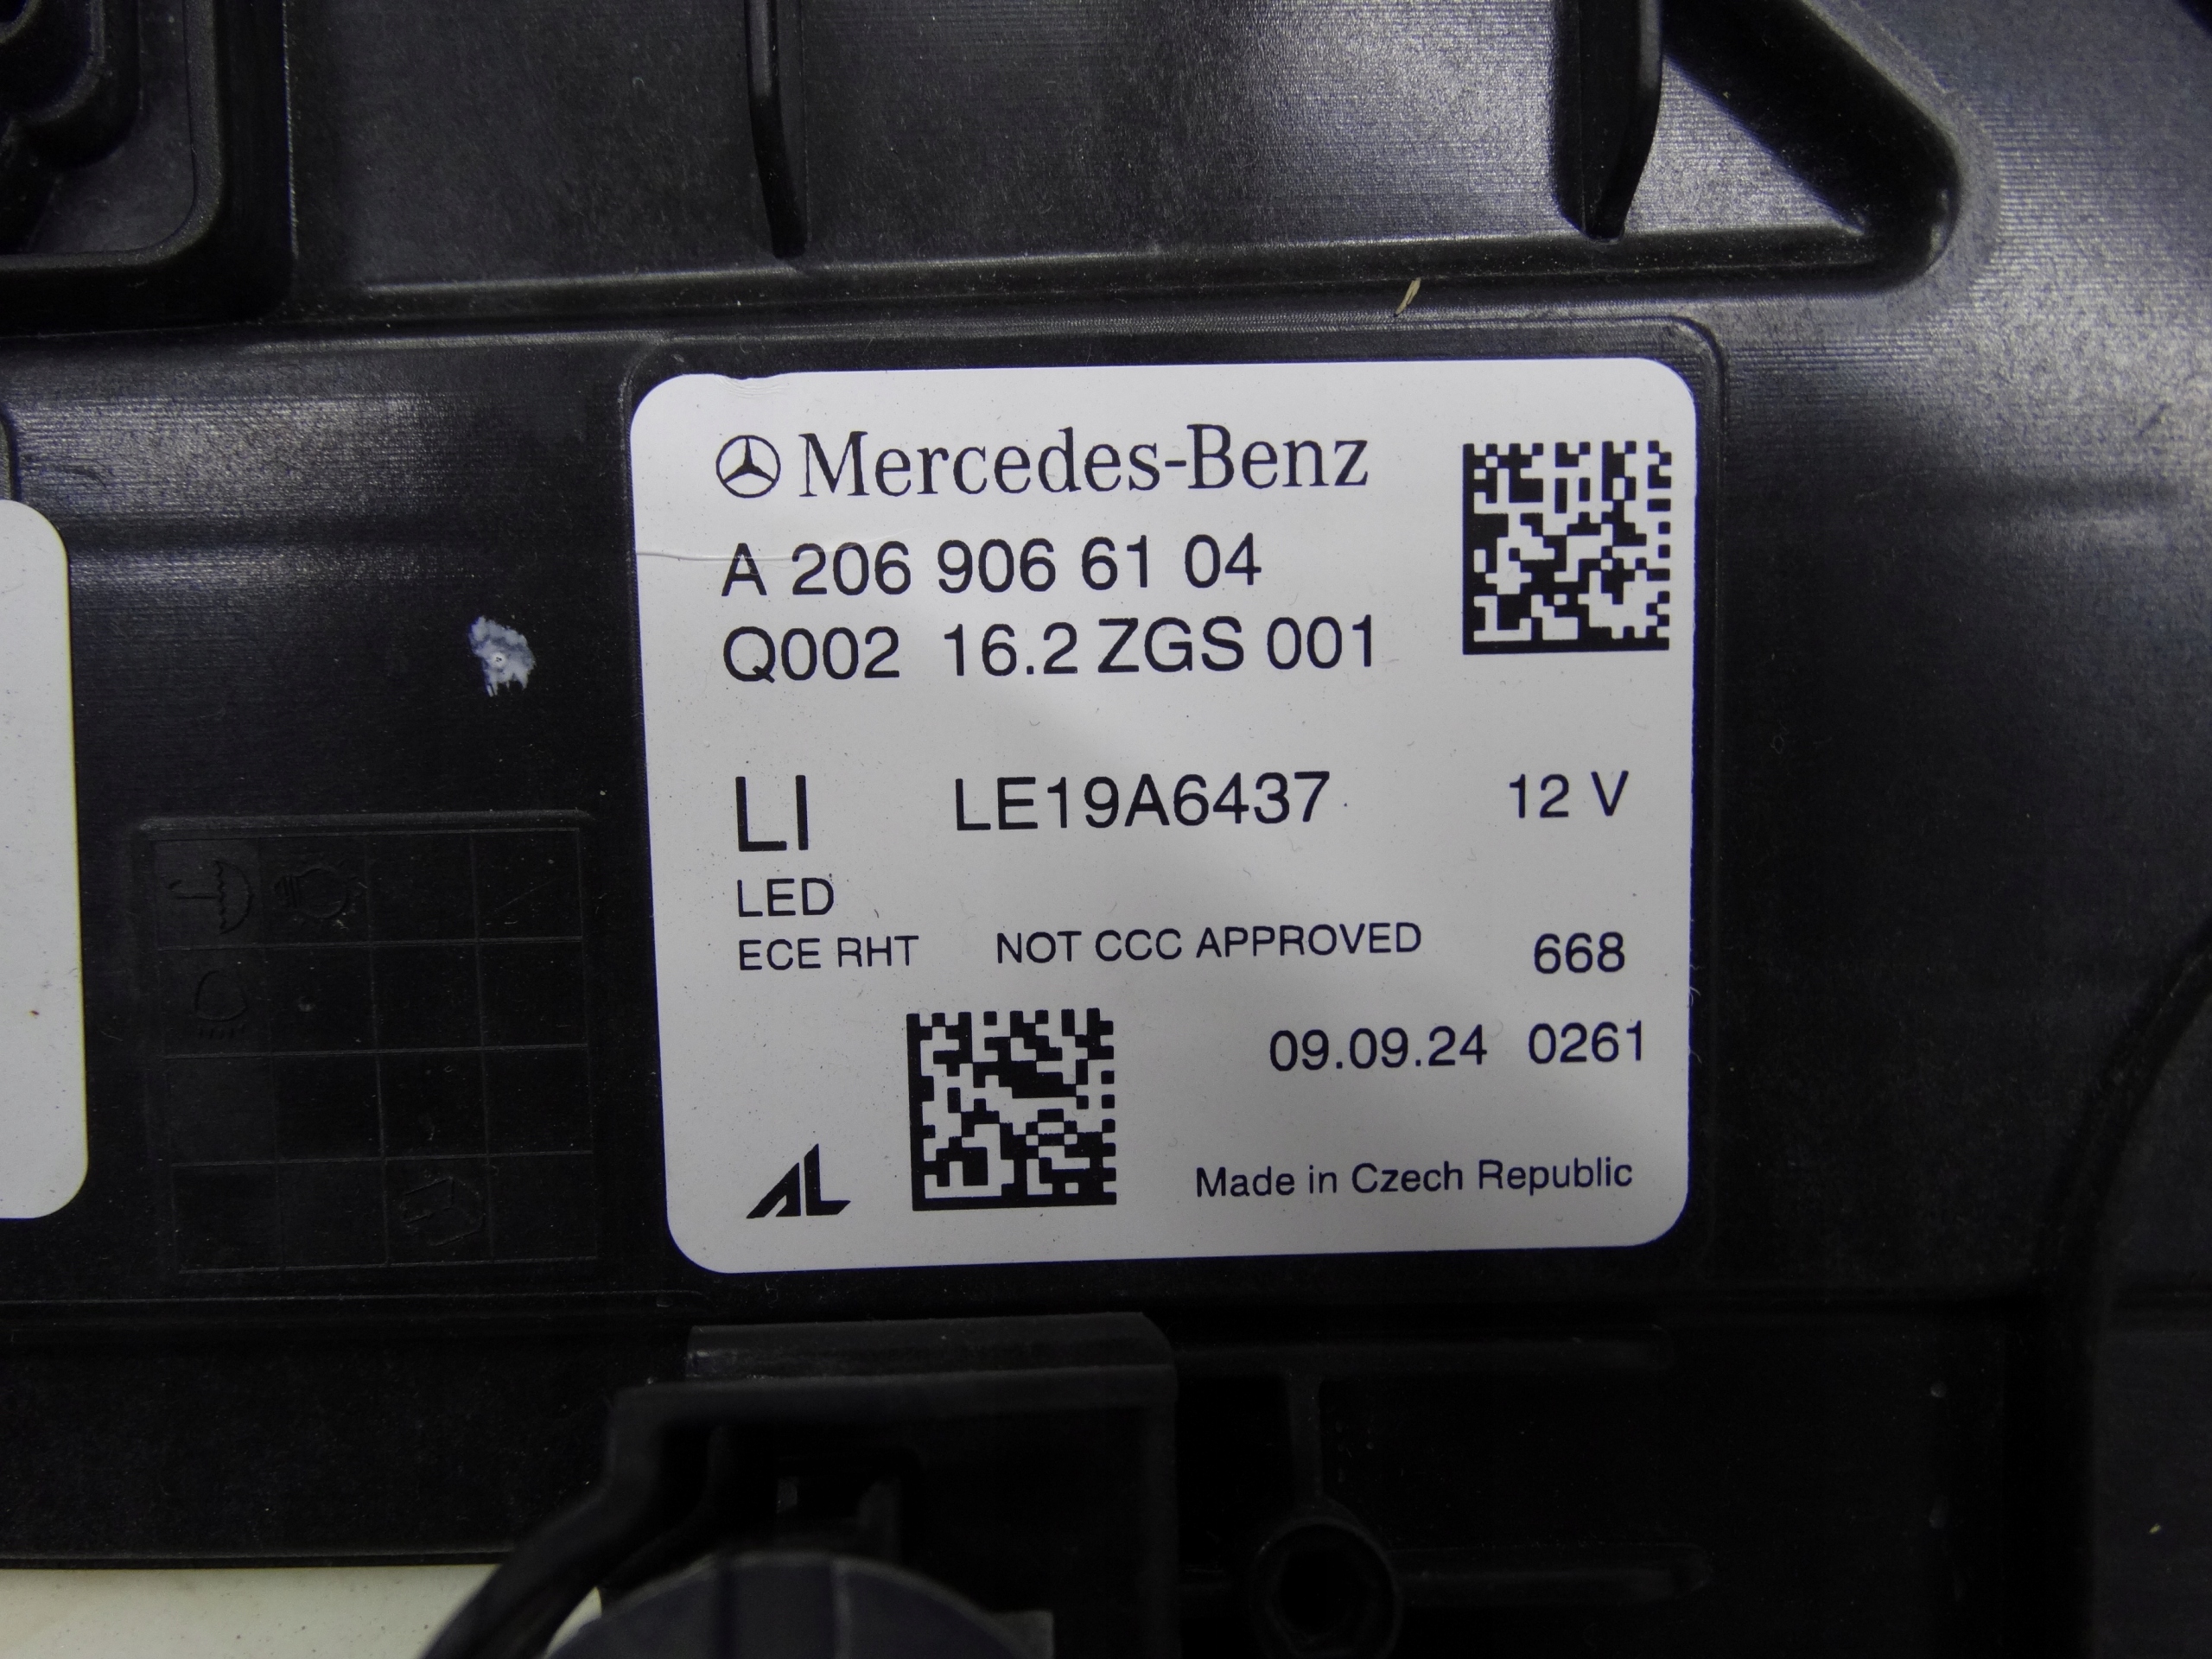 Mercedes-Benz
A 206 906 61 04
Q002 16.2 ZGS 001
LI LE19A6437 12 V
LED
ECE RHT NOT CCC APPROVED 668
09.09.24 0261
AL
Made in Czech Republic